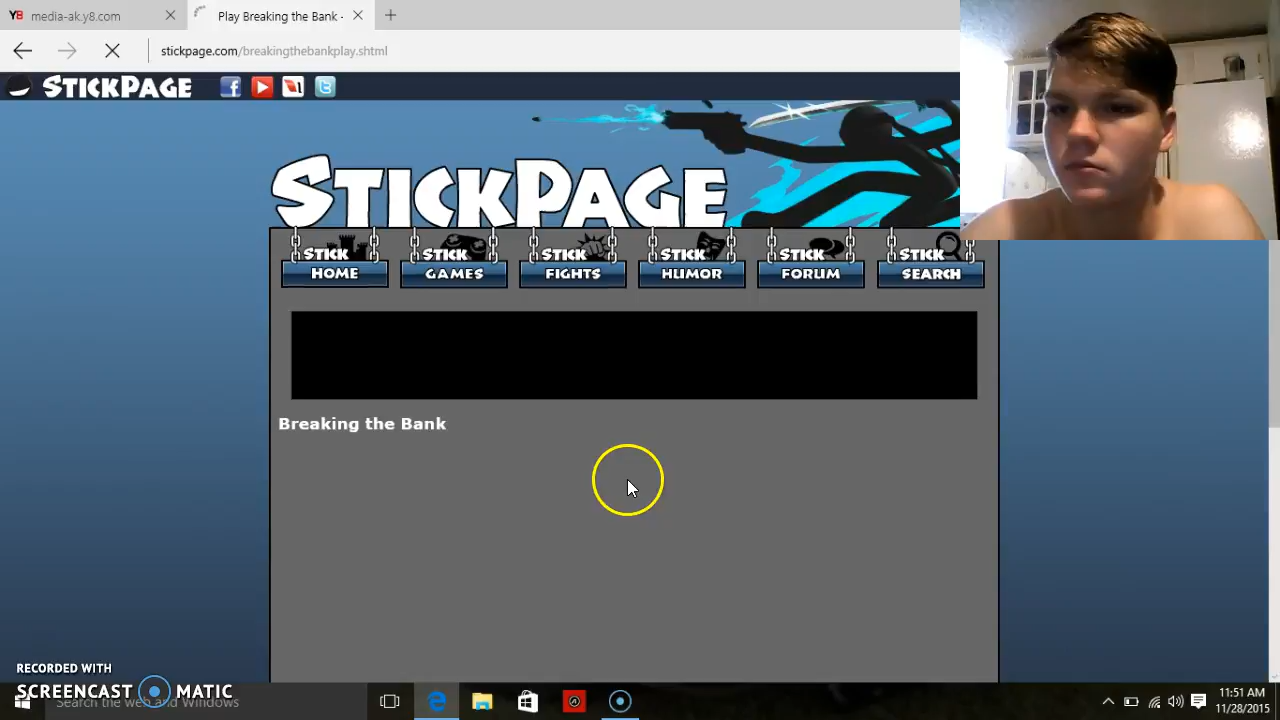 media-ak.y8.com
Play Breaking the Bank -
stickpage.com/breakingthebankplay.shtml
STICKPAGE
STICKPAGE
STICK HOME
STICK GAMES
STICK FIGHTS
STICK HUMOR
STICK FORUM
STICK SEARCH
Breaking the Bank
RECORDED WITH
SCREENCAST MATIC
Search the web and Windows
11:51 AM
11/28/2015